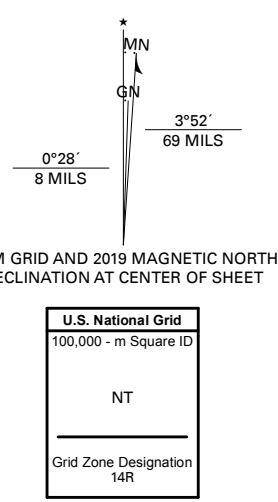 ★
MN
GN
3°52´
69 MILS
0°28´
8 MILS
M GRID AND 2019 MAGNETIC NORTH
ECLINATION AT CENTER OF SHEET
U.S. National Grid
100,000 - m Square ID
NT
Grid Zone Designation
14R